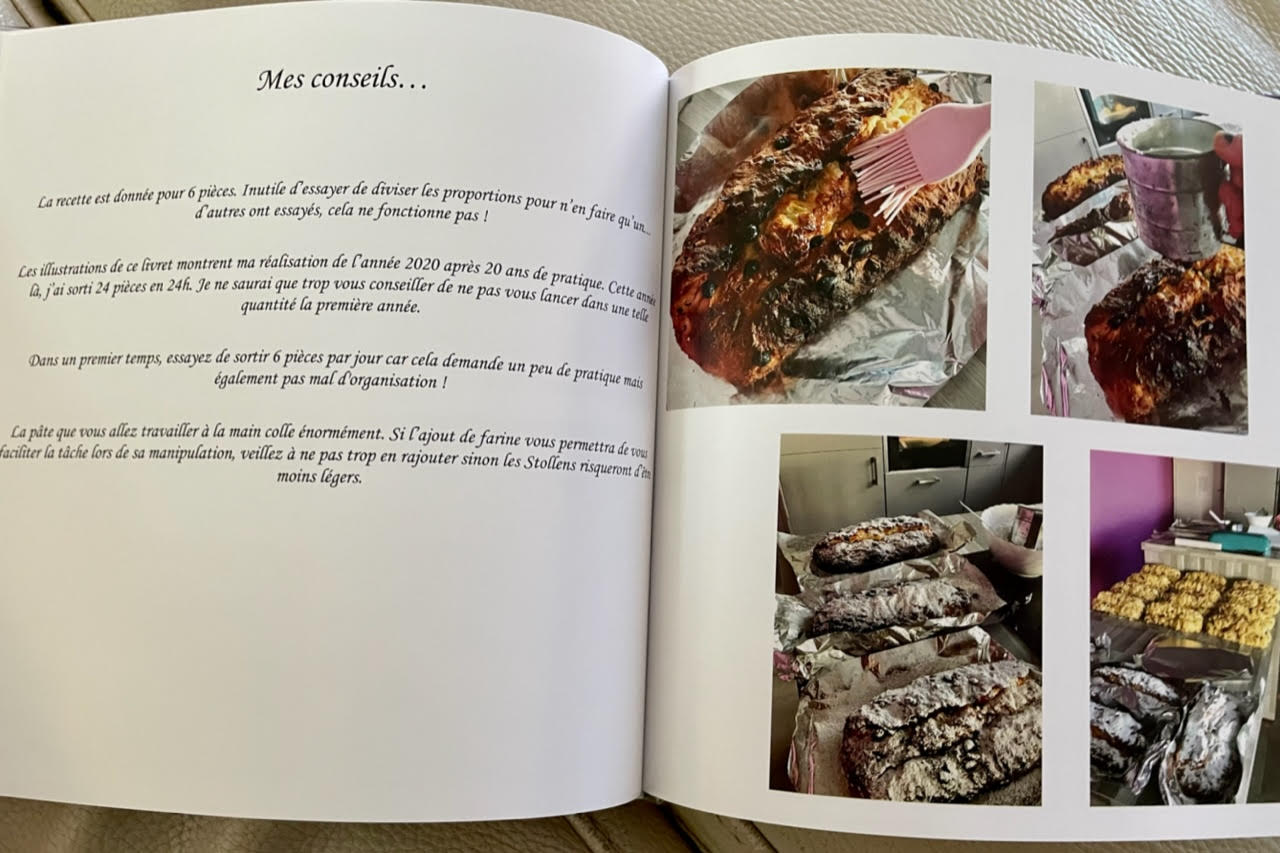 Mes conseils…
La recette est donnée pour 6 pièces. Inutile d'essayer de diviser les proportions pour n'en faire qu'un…
d'autres ont essayés, cela ne fonctionne pas !
Les illustrations de ce livret montrent ma réalisation de l'année 2020 après 20 ans de pratique. Cette année
là, j'ai sorti 24 pièces en 24h. Je ne saurai que trop vous conseiller de ne pas vous lancer dans une telle
quantité la première année.
Dans un premier temps, essayez de sortir 6 pièces par jour car cela demande un peu de pratique mais
également pas mal d'organisation !
La pâte que vous allez travailler à la main colle énormément. Si l'ajout de farine vous permettra de vous
faciliter la tâche lors de sa manipulation, veillez à ne pas trop en rajouter sinon les Stollens risqueront d'être
moins légers.